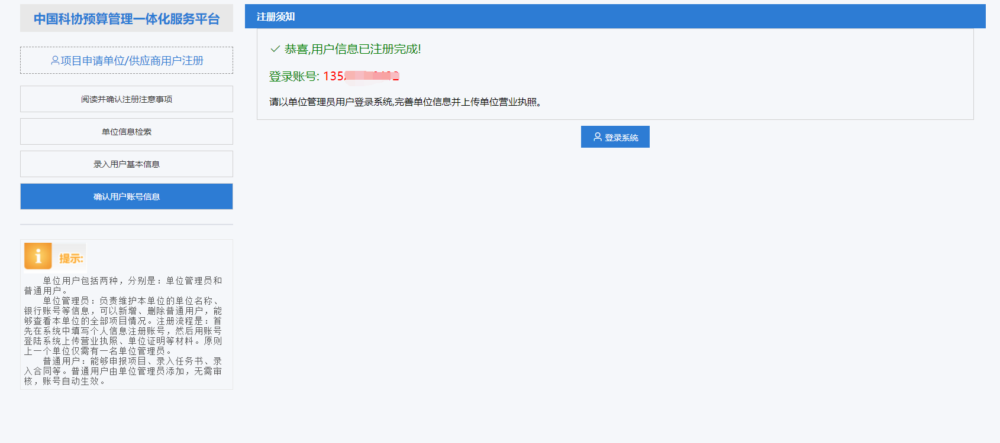 中国科协预算管理一体化服务平台
项目申请单位/供应商用户注册
阅读并确认注册注意事项
单位信息检索
录入用户基本信息
确认用户账号信息
提示:
单位用户包括两种，分别是：单位管理员和
普通用户。
单位管理员：负责维护本单位的单位名称、
银行账号等信息，可以新增、删除普通用户，能
够查看本单位的全部项目情况。注册流程是：首
先在系统中填写个人信息注册账号，然后用账号
登陆系统上传营业执照、单位证明等材料。原则
上一个单位仅需有一名单位管理员。
普通用户：能够申报项目、录入任务书、录
入合同等。普通用户由单位管理员添加，无需审
核，账号自动生效。
注册须知
恭喜,用户信息已注册完成!
登录账号: 135
请以单位管理员用户登录系统,完善单位信息并上传单位营业执照。
登录系统